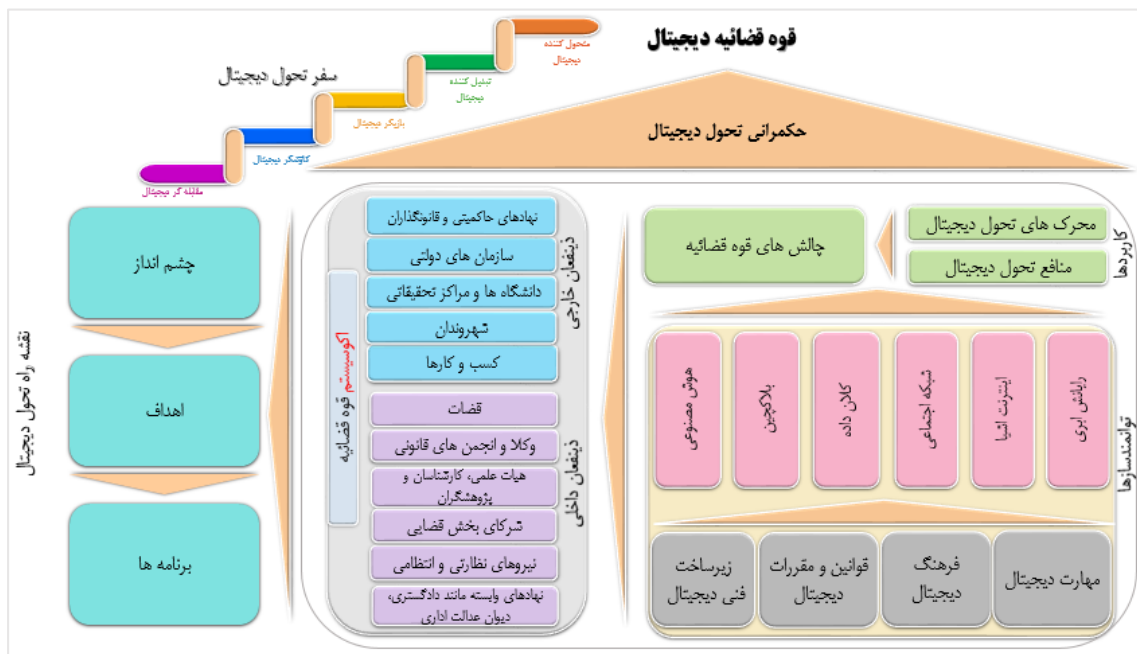 قوه قضائیه دیجیتال
حکمرانی تحول دیجیتال
سفر تحول دیجیتال
متحول کننده
دیجیتال
تبدیل کننده
دیجیتال
بازیگر دیجیتال
کاوشگر دیجیتال
مقابله گر دیجیتال
کاربردها
محرک های تحول دیجیتال
منافع تحول دیجیتال
چالش های قوه قضائیه
توانمندسازها
رایانش ابری
اینترنت اشیا
شبکه اجتماعی
کلان داده
بلاکچین
هوش مصنوعی
مهارت دیجیتال
فرهنگ
دیجیتال
قوانین و مقررات
دیجیتال
زیرساخت
فنی دیجیتال
ذینفعان خارجی
نهادهای حاکمیتی و قانونگذاران
سازمان های دولتی
دانشگاه ها و مراکز تحقیقاتی
شهروندان
کسب و کارها
ذینفعان داخلی
قضات
وکلا و انجمن های قانونی
هیات علمی، کارشناسان و
پژوهشگران
شرکای بخش قضایی
نیروهای نظارتی و انتظامی
نهادهای وابسته مانند دادگستری،
دیوان عدالت اداری
اکوسیستم قوه قضائیه
چشم انداز
اهداف
برنامه ها
نقشه راه تحول دیجیتال